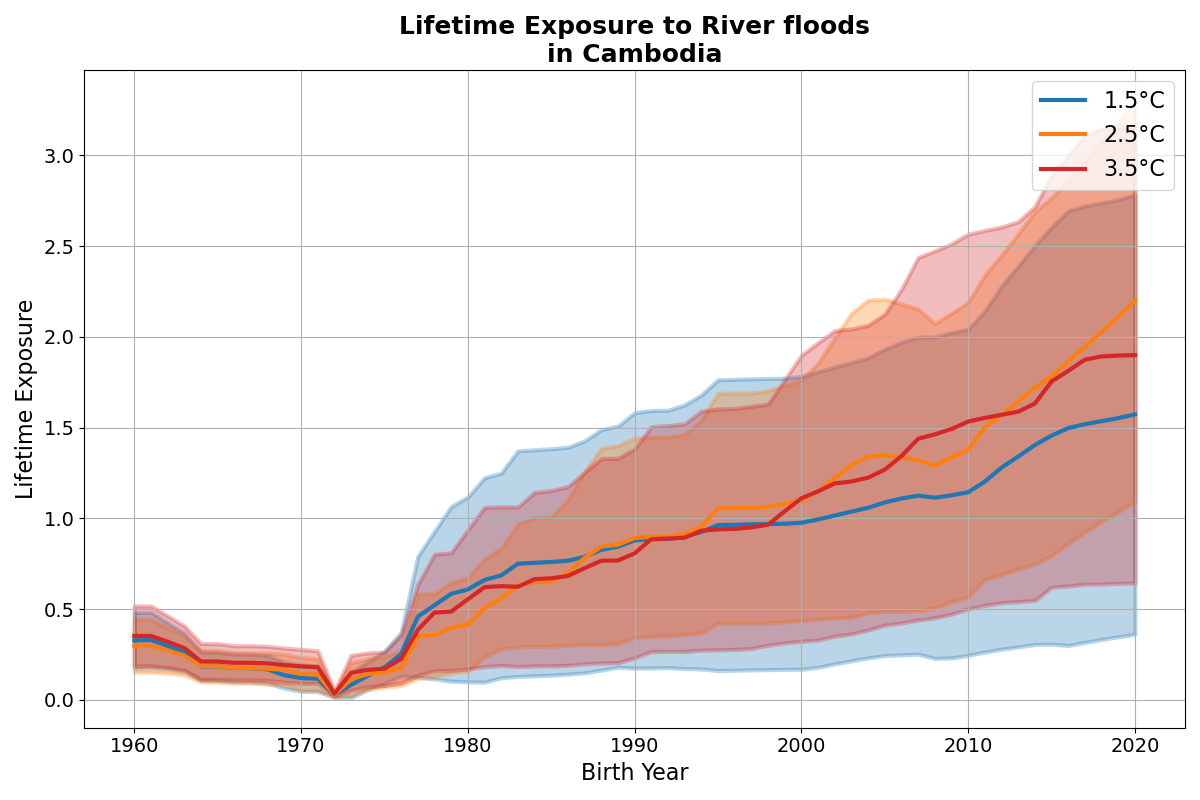 Lifetime Exposure to River floods
in Cambodia
1.5°C
2.5°C
3.5°C
Lifetime Exposure
3.0
2.5
2.0
1.5
1.0
0.5
0.0
1960
1970
1980
1990
2000
2010
2020
Birth Year